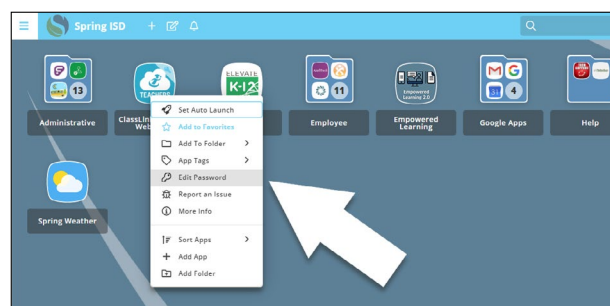 Spring ISD
TEACHERS
ELEVATE
K-12
13
11
Empowered
Learning 2.0
31
4
Administrative
ClassLin
Web
Employee
Empowered
Learning
Google Apps
Help
Set Auto Launch
Add to Favorites
Add To Folder
App Tags
Edit Password
Report an Issue
More Info
Sort Apps
Add App
Add Folder
Spring Weather